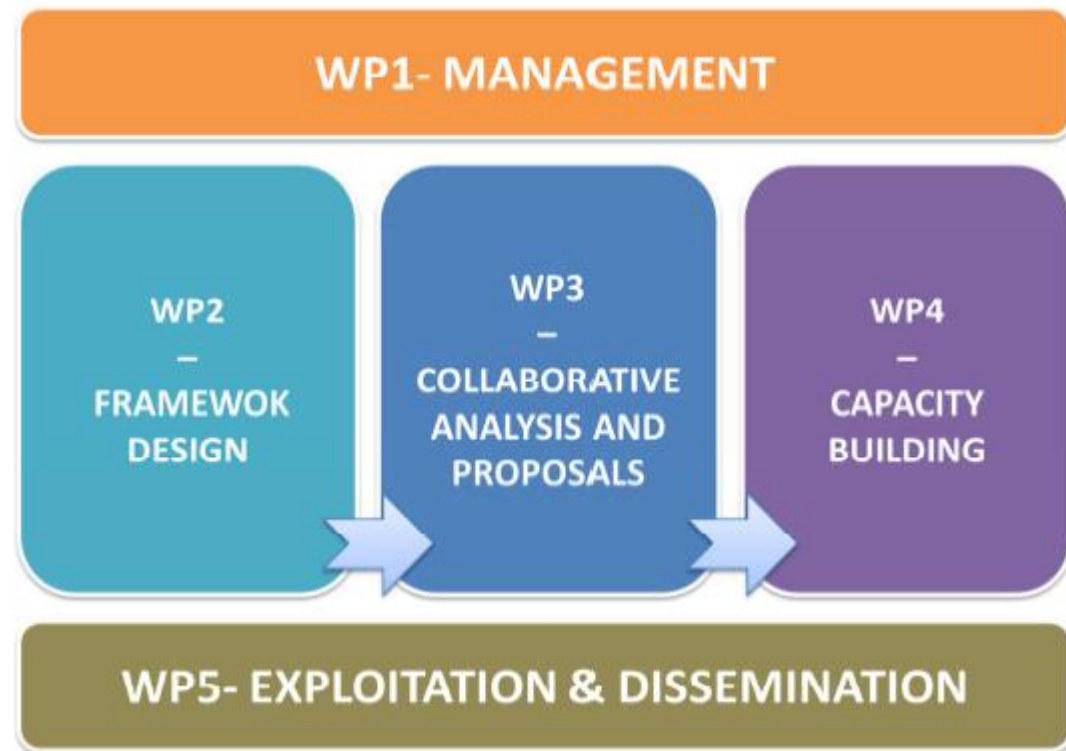 WP1- MANAGEMENT
WP2
–
FRAMEWOK
DESIGN
WP3
–
COLLABORATIVE
ANALYSIS AND
PROPOSALS
WP4
–
CAPACITY
BUILDING
WP5- EXPLOITATION & DISSEMINATION